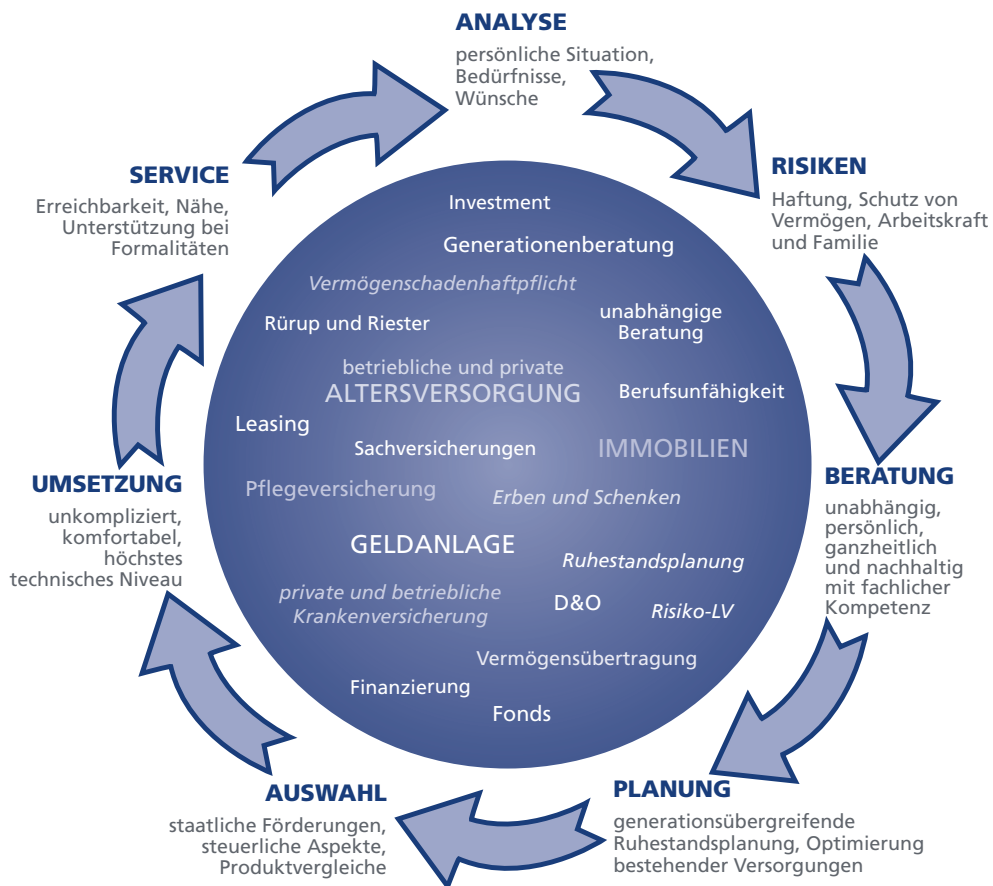 ANALYSE
persönliche Situation,
Bedürfnisse,
Wünsche
RISIKEN
Haftung, Schutz von
Vermögen, Arbeitskraft
und Familie
BERATUNG
unabhängig,
persönlich,
ganzheitlich
und nachhaltig
mit fachlicher
Kompetenz
PLANUNG
generationsübergreifende
Ruhestandsplanung, Optimierung
bestehender Versorgungen
AUSWAHL
staatliche Förderungen,
steuerliche Aspekte,
Produktvergleiche
UMSETZUNG
unkompliziert,
komfortabel,
höchstes
technisches Niveau
SERVICE
Erreichbarkeit, Nähe,
Unterstützung bei
Formalitäten
Investment
Generationenberatung
Vermögenschadenhaftpflicht
Rürup und Riester
unabhängige
Beratung
betriebliche und private
ALTERSVERSORGUNG
Berufsunfähigkeit
Leasing
Sachversicherungen
IMMOBILIEN
Pflegeversicherung
Erben und Schenken
GELDANLAGE
Ruhestandsplanung
private und betriebliche
Krankenversicherung
D&O
Risiko-LV
Vermögensübertragung
Finanzierung
Fonds